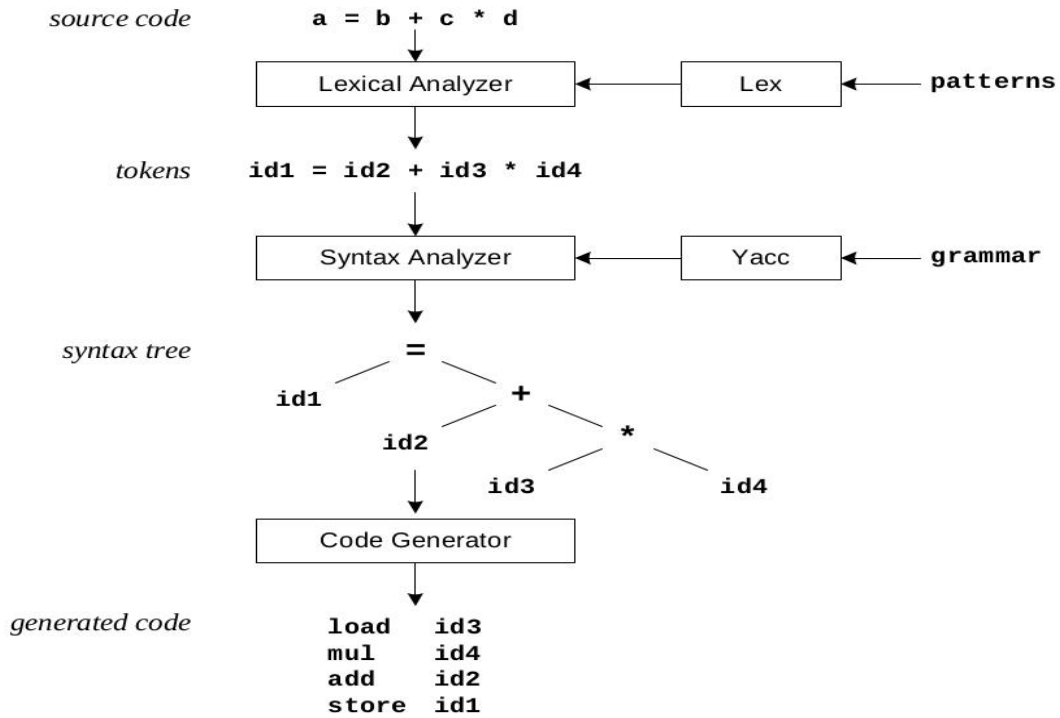 source code a = b + c * d
Lexical Analyzer Lex patterns
tokens id1 = id2 + id3 * id4
Syntax Analyzer Yacc grammar
syntax tree =
id1 +
id2 *
id3 id4
Code Generator
generated code load id3
mul id4
add id2
store id1